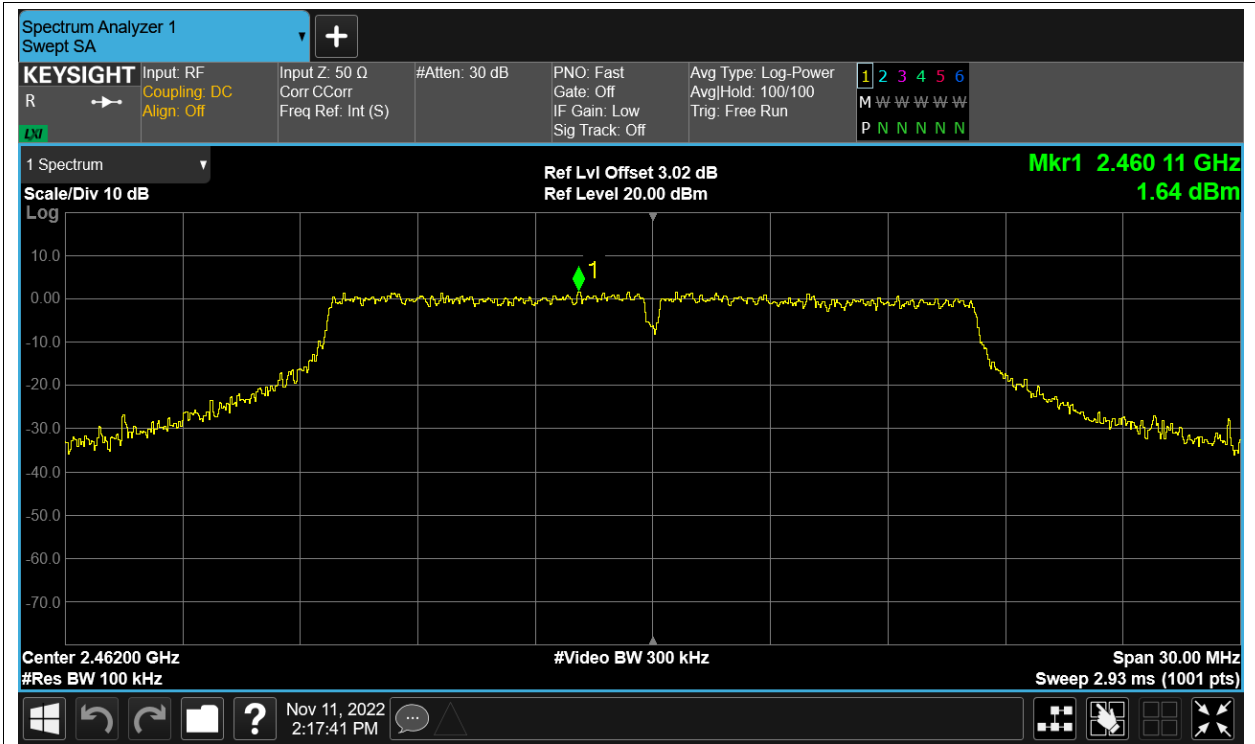 Spectrum Analyzer 1
Swept SA
KEYSIGHT
R
LXI
Input: RF
Coupling: DC
Align: Off
Input Z: 50 Ω
Corr CCorr
Freq Ref: Int (S)
#Atten: 30 dB
PNO: Fast
Gate: Off
IF Gain: Low
Sig Track: Off
Avg Type: Log-Power
Avg|Hold: 100/100
Trig: Free Run
1 2 3 4 5 6
M W W W W W W
P N N N N N N
1 Spectrum
Scale/Div 10 dB
Log
Ref Lvl Offset 3.02 dB
Ref Level 20.00 dBm
Mkr1 2.460 11 GHz
1.64 dBm
10.0
0.00
-10.0
-20.0
-30.0
-40.0
-50.0
-60.0
-70.0
1
Center 2.46200 GHz
#Res BW 100 kHz
#Video BW 300 kHz
Span 30.00 MHz
Sweep 2.93 ms (1001 pts)
?
Nov 11, 2022
2:17:41 PM